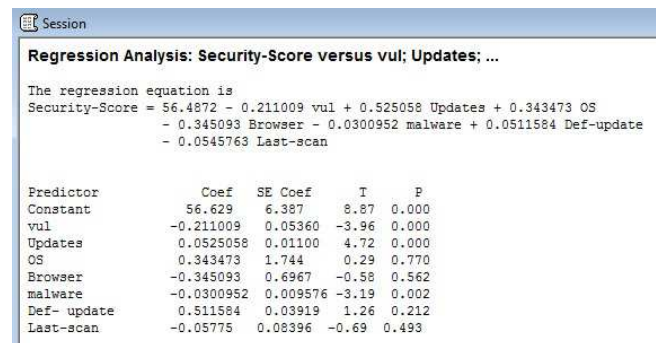 Session
Regression Analysis: Security-Score versus vul; Updates; ...
The regression equation is
Security-Score = 56.4872 - 0.211009 vul + 0.525058 Updates + 0.343473 OS
- 0.345093 Browser - 0.0300952 malware + 0.0511584 Def-update
- 0.0545763 Last-scan
Predictor Coef SE Coef T P
Constant 56.629 6.387 8.87 0.000
vul -0.211009 0.05360 -3.96 0.000
Updates 0.0525058 0.01100 4.72 0.000
OS 0.343473 1.744 0.29 0.770
Browser -0.345093 0.6967 -0.58 0.562
malware -0.0300952 0.009576 -3.19 0.002
Def- update 0.511584 0.03919 1.26 0.212
Last-scan -0.05775 0.08396 -0.69 0.493